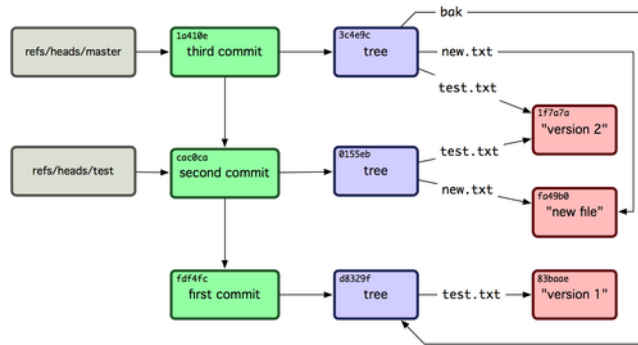 bak
1a410e
3c4e9c
refs/heads/master
third commit
tree
new.txt
test.txt
1f7a7a
"version 2"
cac0ca
0155eb
test.txt
refs/heads/test
second commit
tree
new.txt
fa49b0
"new file"
fdf4fc
d8329f
83baae
first commit
tree
test.txt
"version 1"